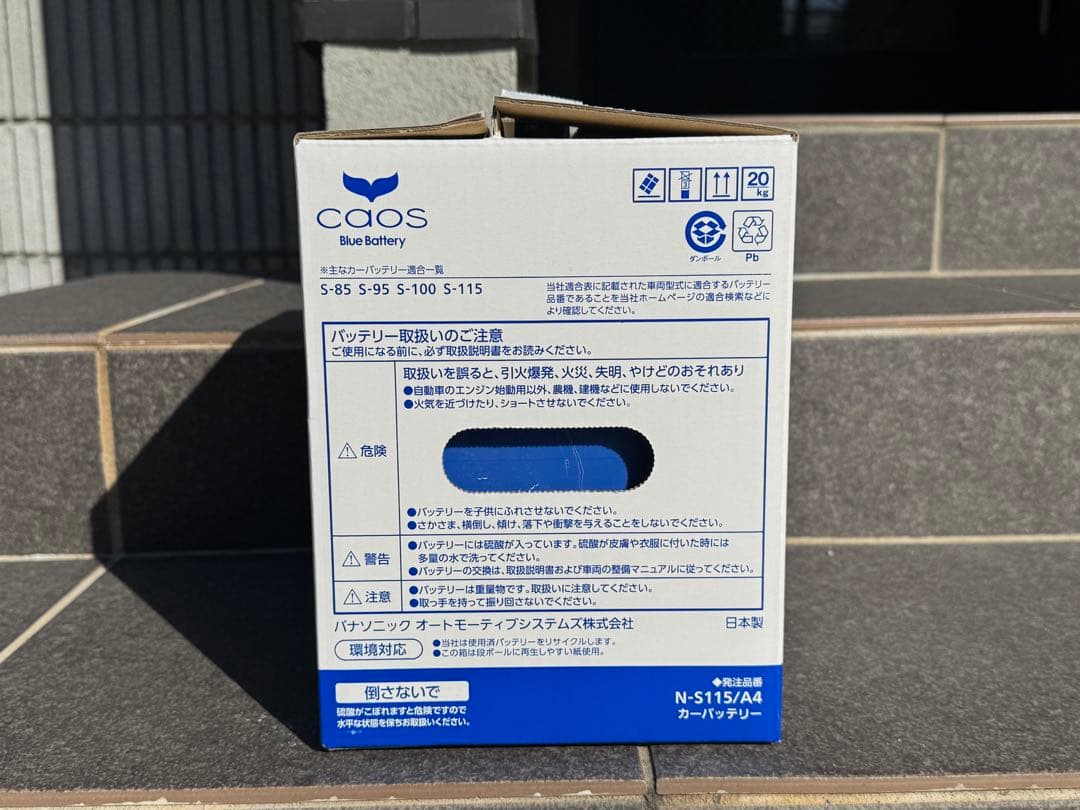 caos
Blue Battery
20
kg
ダンボール
Pb
※主なカーバッテリー適合一覧
S-85 S-95 S-100 S-115
当社適合表に記載された車両型式に適合するバッテリー
品番であることを当社ホームページの適合検索などに
より確認してください。
バッテリー取扱いのご注意
ご使用になる前に、必ず取扱説明書をお読みください。
危険
取扱いを誤ると、引火爆発、火災、失明、やけどのおそれあり
●自動車のエンジン始動用以外、農機、建機などに使用しないでください。
●火気を近づけたり、ショートさせないでください。
●バッテリーを子供にふれさせないでください。
●さかさま、横倒し、傾け、落下や衝撃を与えることをしないでください。
警告
●バッテリーには硫酸が入っています。硫酸が皮膚や衣服に付いた時には
多量の水で洗ってください。
●バッテリーの交換は、取扱説明書および車両の整備マニュアルに従ってください。
注意
●バッテリーは重量物です。取扱いに注意してください。
●取っ手を持って振り回さないでください。
パナソニック オートモーティブシステムズ株式会社
日本製
環境対応
●当社は使用済バッテリーをリサイクルします。
●この箱は段ボールに再生しやすい紙使用。
倒さないで
硫酸がこぼれますと危険ですので
水平な状態を保ちお取扱いください。
◆発注品番
N-S115/A4
カーバッテリー